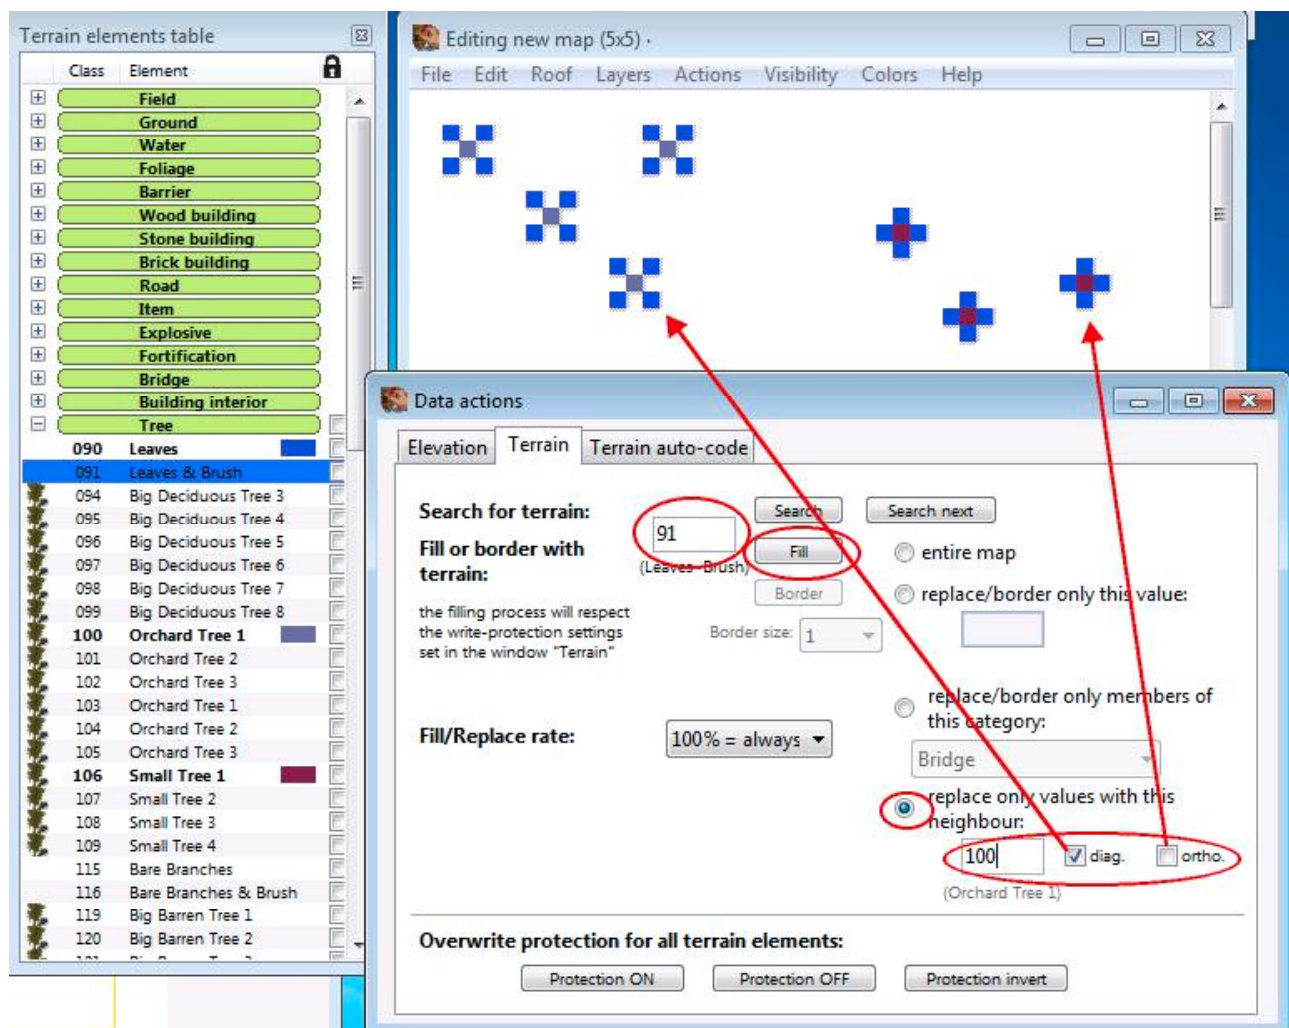 Terrain elements table
Class Element
Field
Ground
Water
Foliage
Barrier
Wood building
Stone building
Brick building
Road
Item
Explosive
Fortification
Bridge
Building interior
Tree
090 Leaves
091 Leaves & Brush
094 Big Deciduous Tree 3
095 Big Deciduous Tree 4
096 Big Deciduous Tree 5
097 Big Deciduous Tree 6
098 Big Deciduous Tree 7
099 Big Deciduous Tree 8
100 Orchard Tree 1
101 Orchard Tree 2
102 Orchard Tree 3
103 Orchard Tree 1
104 Orchard Tree 2
105 Orchard Tree 3
106 Small Tree 1
107 Small Tree 2
108 Small Tree 3
109 Small Tree 4
115 Bare Branches
116 Bare Branches & Brush
119 Big Barren Tree 1
120 Big Barren Tree 2
Editing new map (5x5) ·
File Edit Roof Layers Actions Visibility Colors Help
Data actions
Elevation Terrain Terrain auto-code
Search for terrain:
91
Search Search next
Fill or border with
terrain:
(Leaves-Brush)
Fill
entire map
Border
replace/border only this value:
the filling process will respect
the write-protection settings
set in the window "Terrain"
Border size: 1
replace/border only members of
this category:
Fill/Replace rate: 100% = always
Bridge
replace only values with this
neighbour:
100 diag. ortho.
(Orchard Tree 1)
Overwrite protection for all terrain elements:
Protection ON Protection OFF Protection invert